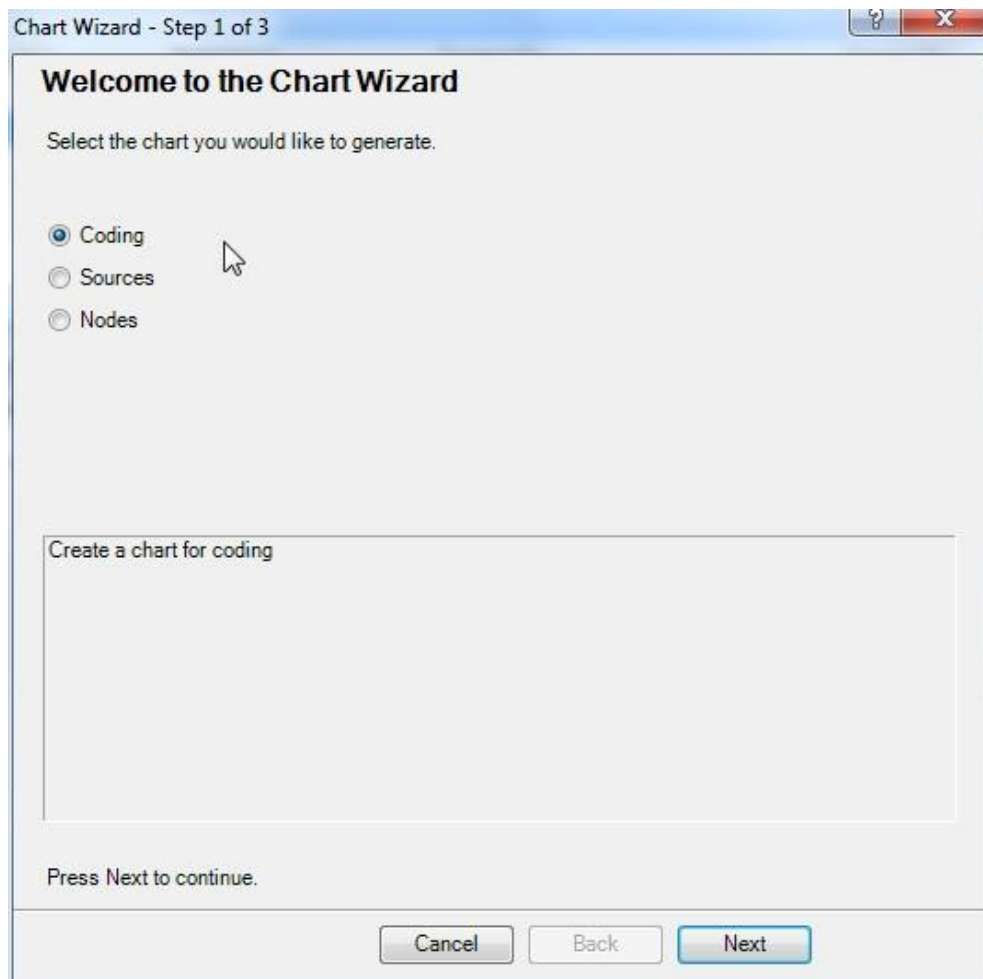 Chart Wizard - Step 1 of 3
?
Welcome to the Chart Wizard
Select the chart you would like to generate.
Coding
Sources
Nodes
Create a chart for coding
Press Next to continue.
Cancel Back Next